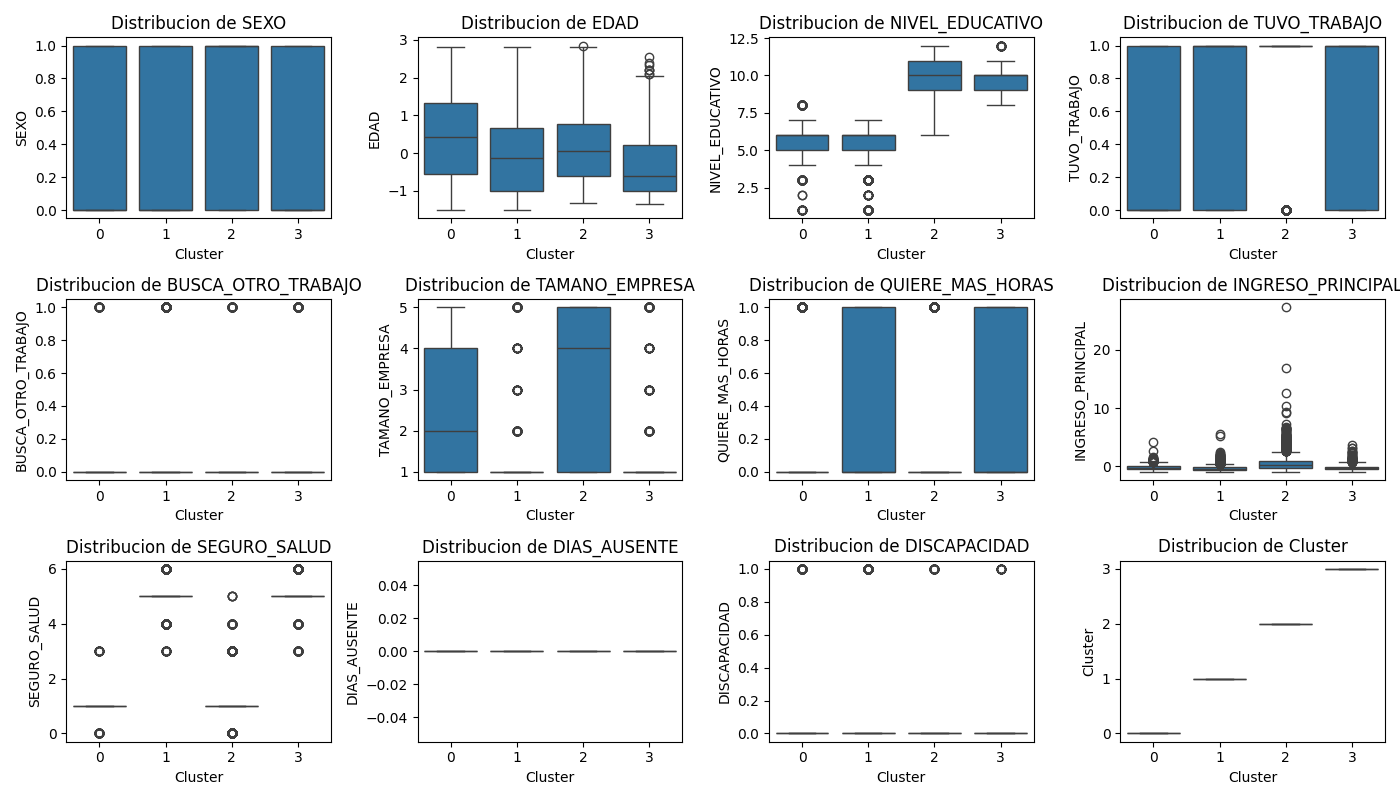 Distribucion de SEXO
SEXO
1.0
0.8
0.6
0.4
0.2
0.0
0 1 2 3
Cluster
Distribucion de EDAD
EDAD
3
2
1
0
−1
0 1 2 3
Cluster
Distribucion de NIVEL_EDUCATIVO
NIVEL_EDUCATIVO
12.5
10.0
7.5
5.0
2.5
0 1 2 3
Cluster
Distribucion de TUVO_TRABAJO
TUVO_TRABAJO
1.0
0.8
0.6
0.4
0.2
0.0
0 1 2 3
Cluster
Distribucion de BUSCA_OTRO_TRABAJO
BUSCA_OTRO_TRABAJO
1.0
0.8
0.6
0.4
0.2
0.0
0 1 2 3
Cluster
Distribucion de TAMANO_EMPRESA
TAMANO_EMPRESA
5
4
3
2
1
0 1 2 3
Cluster
Distribucion de QUIERE_MAS_HORAS
QUIERE_MAS_HORAS
1.0
0.8
0.6
0.4
0.2
0.0
0 1 2 3
Cluster
Distribucion de INGRESO_PRINCIPAL
INGRESO_PRINCIPAL
20
10
0
0 1 2 3
Cluster
Distribucion de SEGURO_SALUD
SEGURO_SALUD
6
4
2
0
0 1 2 3
Cluster
Distribucion de DIAS_AUSENTE
DIAS_AUSENTE
0.04
0.02
0.00
−0.02
−0.04
0 1 2 3
Cluster
Distribucion de DISCAPACIDAD
DISCAPACIDAD
1.0
0.8
0.6
0.4
0.2
0.0
0 1 2 3
Cluster
Distribucion de Cluster
Cluster
3
2
1
0
0 1 2 3
Cluster